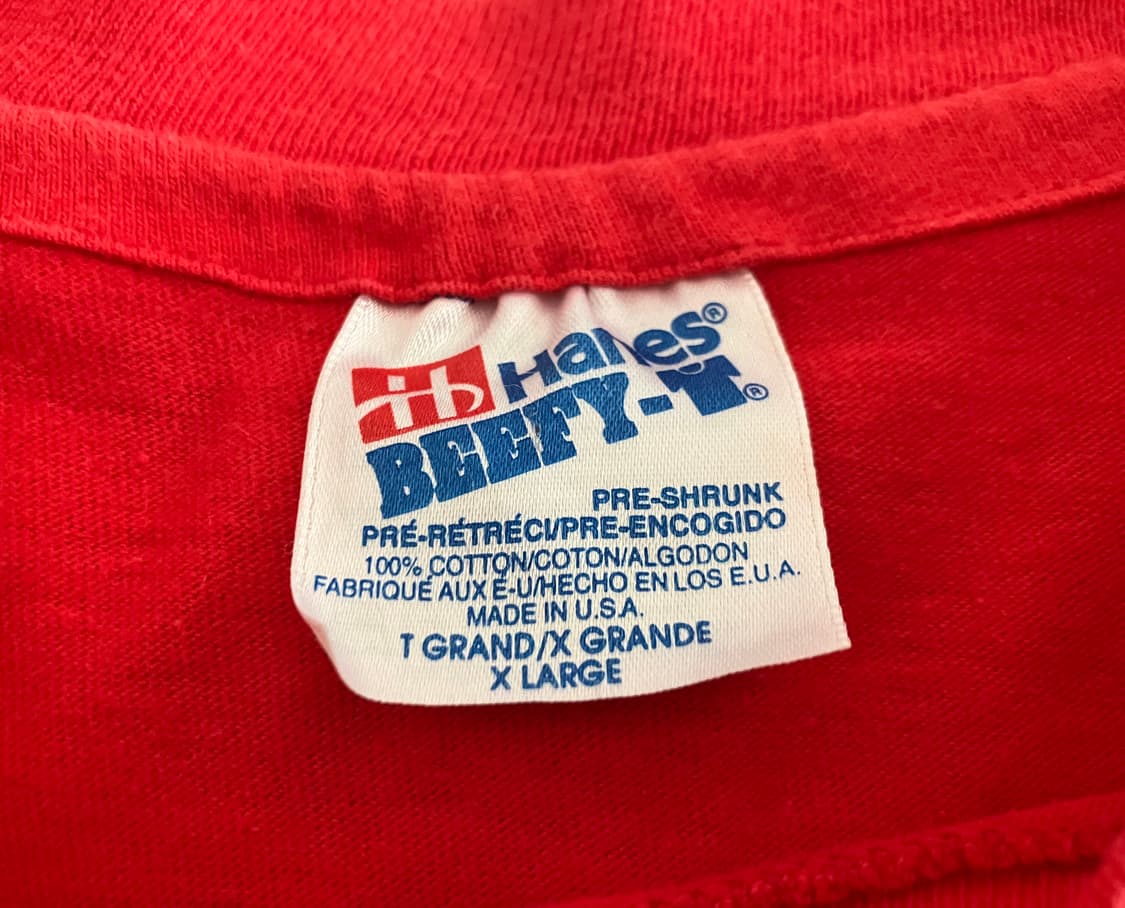 H Hanes®
BEEFY-T®
PRE-SHRUNK
PRÉ-RÉTRÉCI/PRE-ENCOGIDO
100% COTTON/COTON/ALGODON
FABRIQUÉ AUX É-U/HECHO EN LOS E.U.A.
MADE IN U.S.A.
T GRAND/X GRANDE
X LARGE